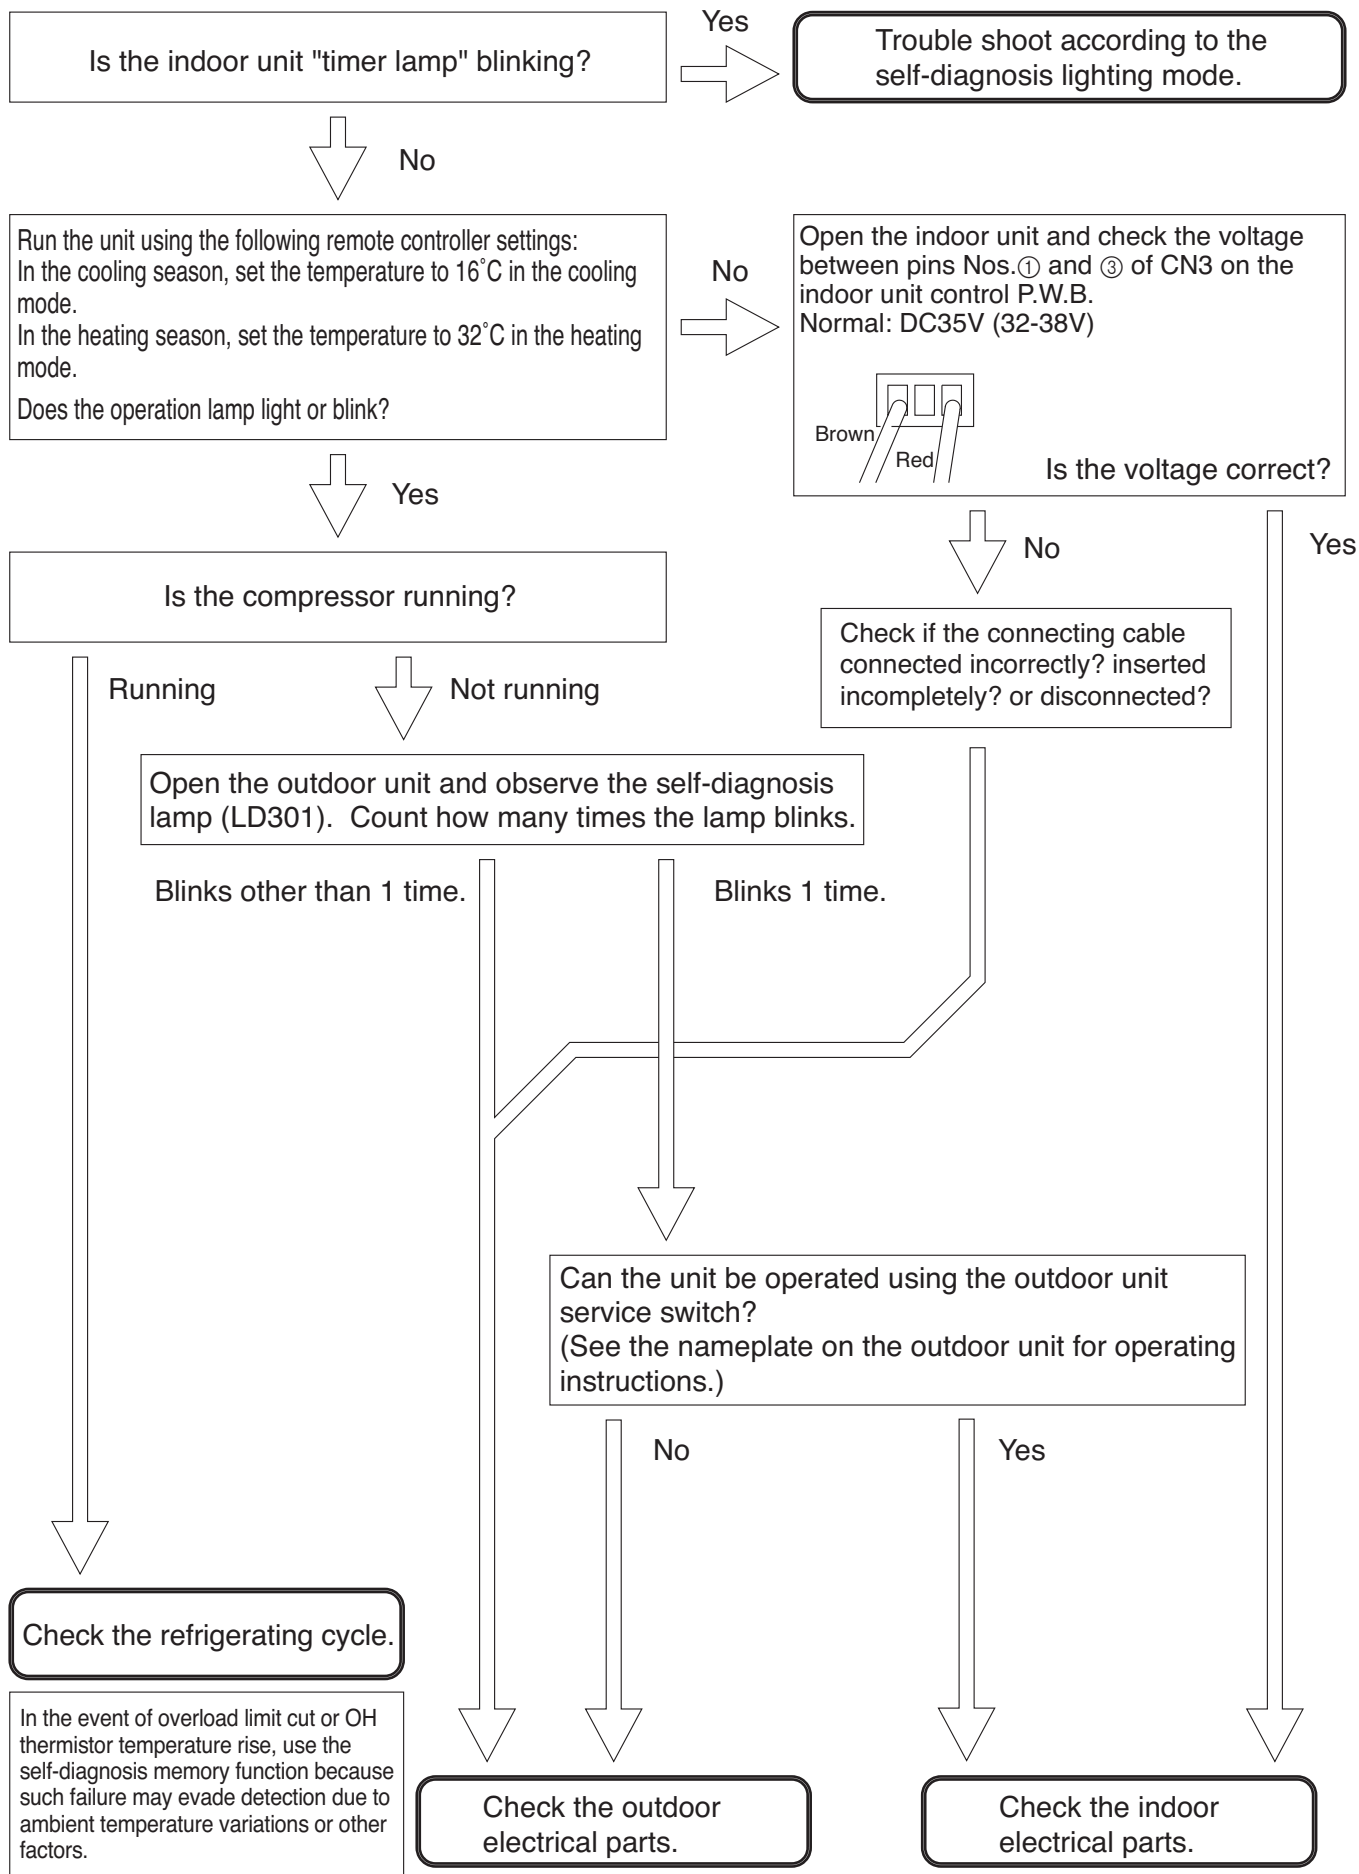 Is the indoor unit "timer lamp" blinking?
Yes
Trouble shoot according to the
self-diagnosis lighting mode.
No
Run the unit using the following remote controller settings:
In the cooling season, set the temperature to 16˚C in the cooling
mode.
In the heating season, set the temperature to 32˚C in the heating
mode.
Does the operation lamp light or blink?
No
Open the indoor unit and check the voltage
between pins Nos.① and ③ of CN3 on the
indoor unit control P.W.B.
Normal: DC35V (32-38V)
Brown
Red
Is the voltage correct?
Yes
No
Yes
Is the compressor running?
Check if the connecting cable
connected incorrectly? inserted
incompletely? or disconnected?
Running
Not running
Open the outdoor unit and observe the self-diagnosis
lamp (LD301).  Count how many times the lamp blinks.
Blinks other than 1 time.
Blinks 1 time.
Can the unit be operated using the outdoor unit
service switch?
(See the nameplate on the outdoor unit for operating
instructions.)
No
Yes
Check the refrigerating cycle.
In the event of overload limit cut or OH
thermistor temperature rise, use the
self-diagnosis memory function because
such failure may evade detection due to
ambient temperature variations or other
factors.
Check the outdoor
electrical parts.
Check the indoor
electrical parts.